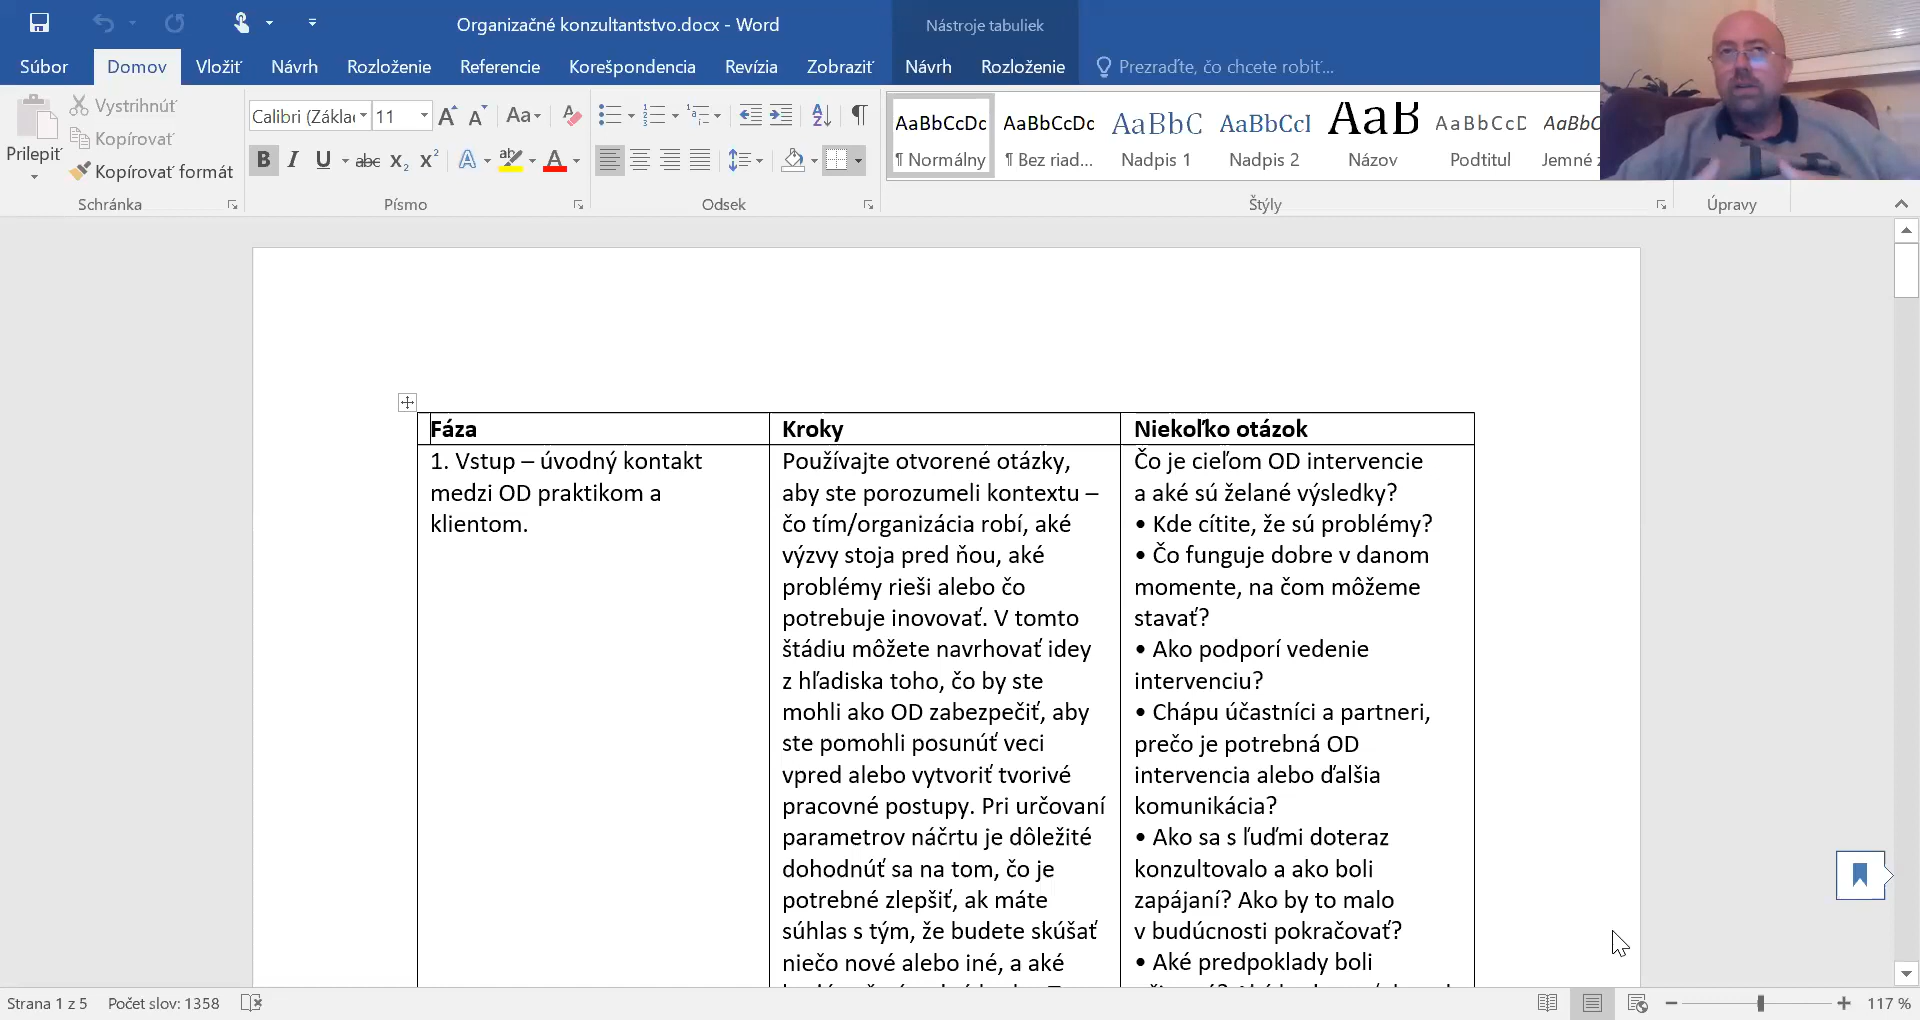 Organizačné konzultantstvo.docx - Word
Nástroje tabuliek
Súbor
Domov
Vložiť
Návrh
Rozloženie
Referencie
Korešpondencia
Revízia
Zobraziť
Návrh
Rozloženie
Prezraďte, čo chcete robiť...
Prilepiť
Vystrihnúť
Kopírovať
Kopírovať formát
Schránka
Calibri (Zákla
11
Písmo
Odsek
AaBbCcDc
¶ Normálny
AaBbCcDc
¶ Bez riad...
AaBbC
Nadpis 1
AaBbCcI
Nadpis 2
AaB
Názov
AaBbCcD
Podtitul
AaBbC
Jemné
Štýly
Úpravy
Fáza
1. Vstup – úvodný kontakt
medzi OD praktikom a
klientom.
Kroky
Používajte otvorené otázky,
aby ste porozumeli kontextu –
čo tím/organizácia robí, aké
výzvy stoja pred ňou, aké
problémy rieši alebo čo
potrebuje inovovať. V tomto
štádiu môžete navrhovať idey
z hľadiska toho, čo by ste
mohli ako OD zabezpečiť, aby
ste pomohli posunúť veci
vpred alebo vytvoriť tvorivé
pracovné postupy. Pri určovaní
parametrov náčrtu je dôležité
dohodnúť sa na tom, čo je
potrebné zlepšiť, ak máte
súhlas s tým, že budete skúšať
niečo nové alebo iné, a aké
Niekoľko otázok
Čo je cieľom OD intervencie
a aké sú želané výsledky?
• Kde cítite, že sú problémy?
• Čo funguje dobre v danom
momente, na čom môžeme
stavať?
• Ako podporí vedenie
intervenciu?
• Chápu účastníci a partneri,
prečo je potrebná OD
intervencia alebo ďalšia
komunikácia?
• Ako sa s ľuďmi doteraz
konzultovalo a ako boli
zapájaní? Ako by to malo
v budúcnosti pokračovať?
• Aké predpoklady boli
Strana 1 z 5
Počet slov: 1358
117 %